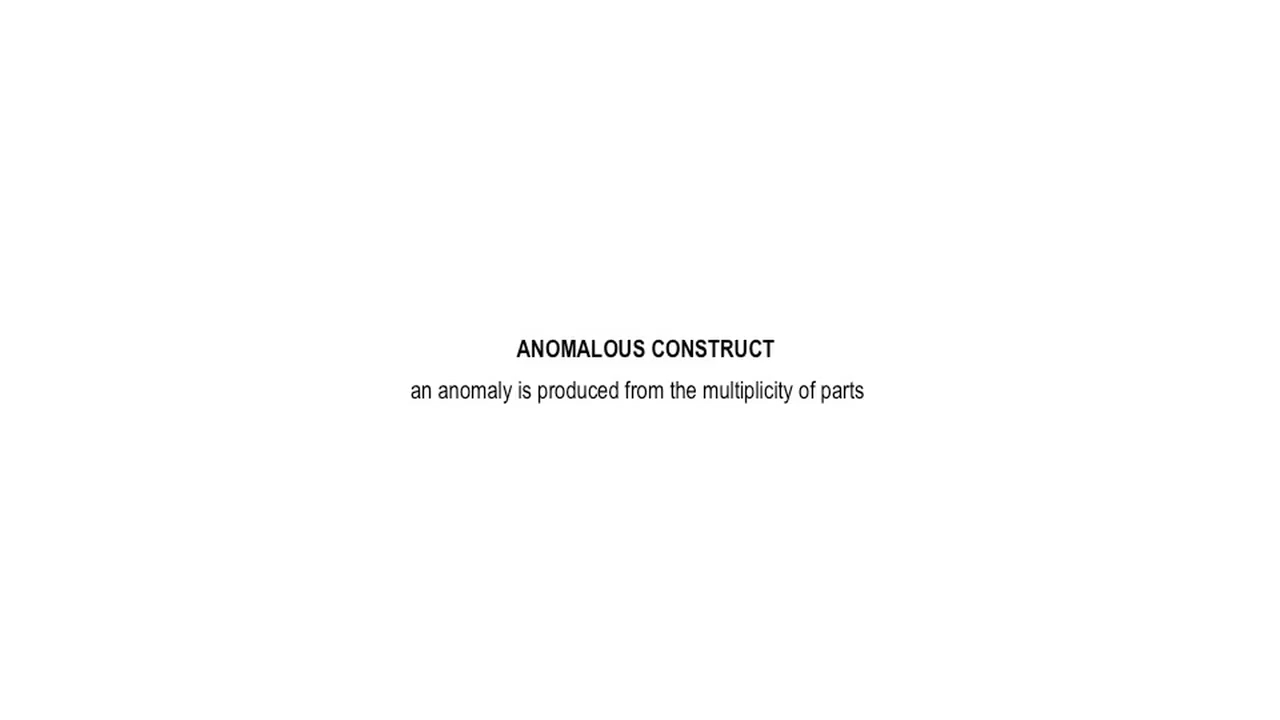 ANOMALOUS CONSTRUCT
an anomaly is produced from the multiplicity of parts